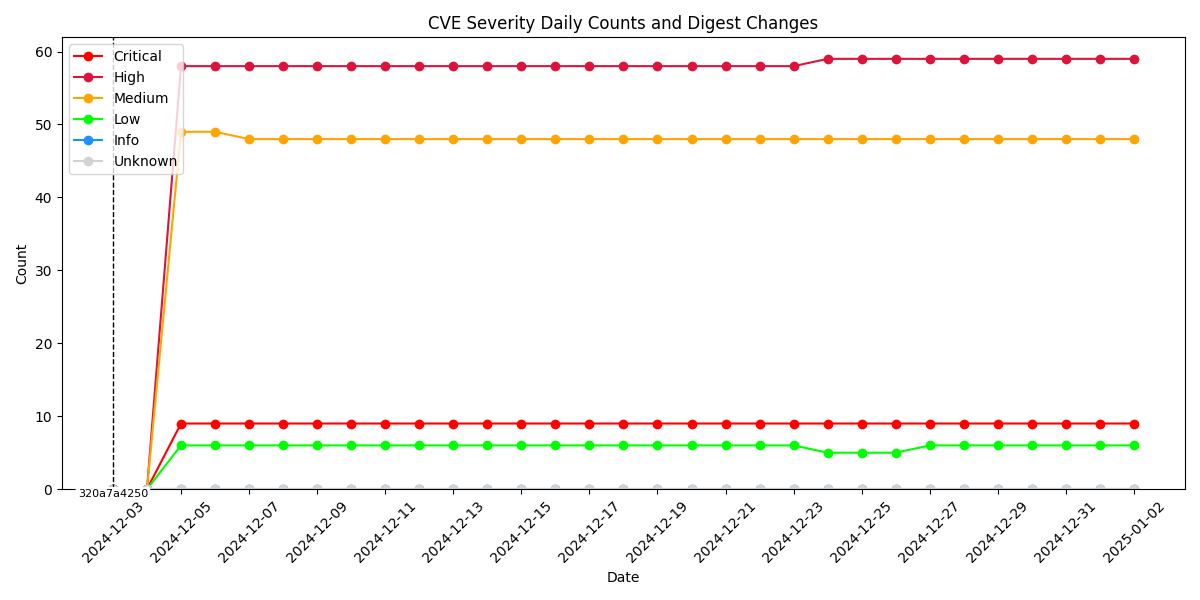 CVE Severity Daily Counts and Digest Changes
Critical
High
Medium
Low
Info
Unknown
Count
60
50
40
30
20
10
0
320a7a4250
2024-12-03
2024-12-05
2024-12-07
2024-12-09
2024-12-11
2024-12-13
2024-12-15
2024-12-17
2024-12-19
2024-12-21
2024-12-23
2024-12-25
2024-12-27
2024-12-29
2024-12-31
2025-01-02
Date